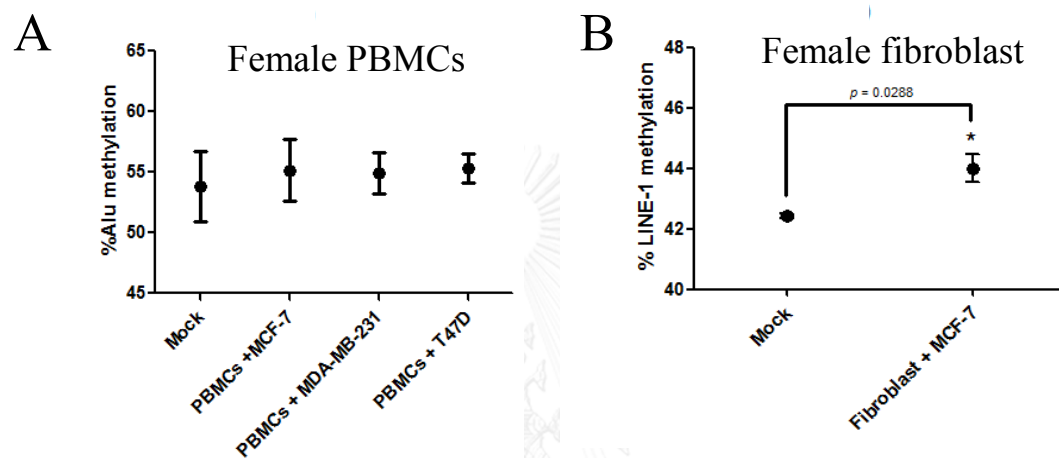 A
Female PBMCs
%Alu methylation
65
60
55
50
45
Mock
PBMCs +MCF-7
PBMCs + MDA-MB-231
PBMCs + T47D
B
Female fibroblast
p = 0.0288
*
% LINE-1 methylation
48
46
44
42
40
Mock
Fibroblast + MCF-7